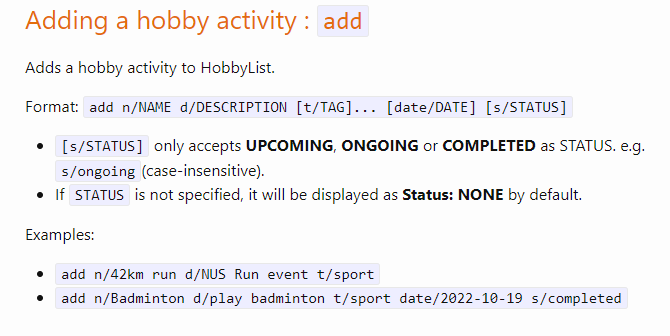 Adding a hobby activity : add
Adds a hobby activity to HobbyList.
Format: add n/NAME d/DESCRIPTION [t/TAG]... [date/DATE] [s/STATUS]
• [s/STATUS] only accepts UPCOMING, ONGOING or COMPLETED as STATUS. e.g.
s/ongoing (case-insensitive).
• If STATUS is not specified, it will be displayed as Status: NONE by default.
Examples:
• add n/42km run d/NUS Run event t/sport
• add n/Badminton d/play badminton t/sport date/2022-10-19 s/completed